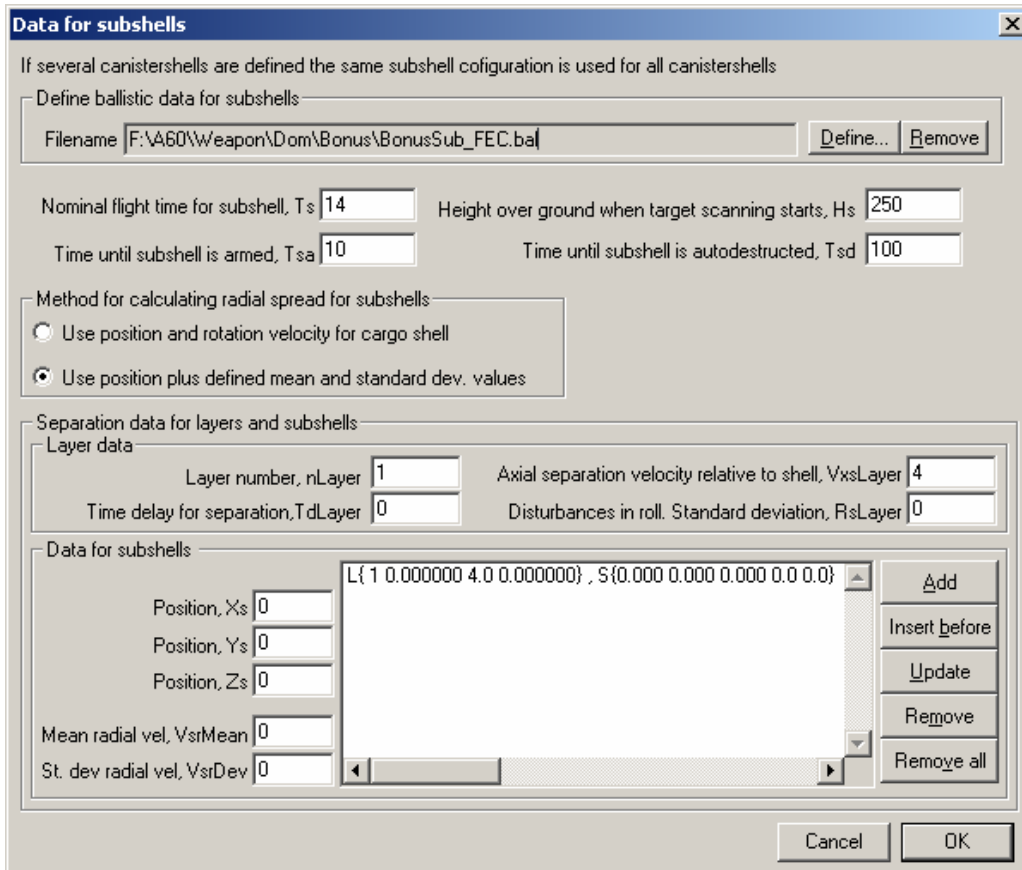 Data for subshells
If several canistershells are defined the same subshell cofiguration is used for all canistershells
Define ballistic data for subshells
Filename F:\A60\Weapon\Dom\Bonus\BonusSub_FEC.bal Define... Remove
Nominal flight time for subshell, Ts 14 Height over ground when target scanning starts, Hs 250
Time until subshell is armed, Tsa 10 Time until subshell is autodestructed, Tsd 100
Method for calculating radial spread for subshells
Use position and rotation velocity for cargo shell
Use position plus defined mean and standard dev. values
Separation data for layers and subshells
Layer data
Layer number, nLayer 1 Axial separation velocity relative to shell, VxsLayer 4
Time delay for separation,TdLayer 0 Disturbances in roll. Standard deviation, RsLayer 0
Data for subshells
L{ 1 0.000000 4.0 0.000000} , S{0.000 0.000 0.000 0.0 0.0} Add
Position, Xs 0
Insert before
Position, Ys 0
Update
Position, Zs 0
Remove
Mean radial vel, VsrMean 0
Remove all
St. dev radial vel, VsrDev 0
Cancel OK